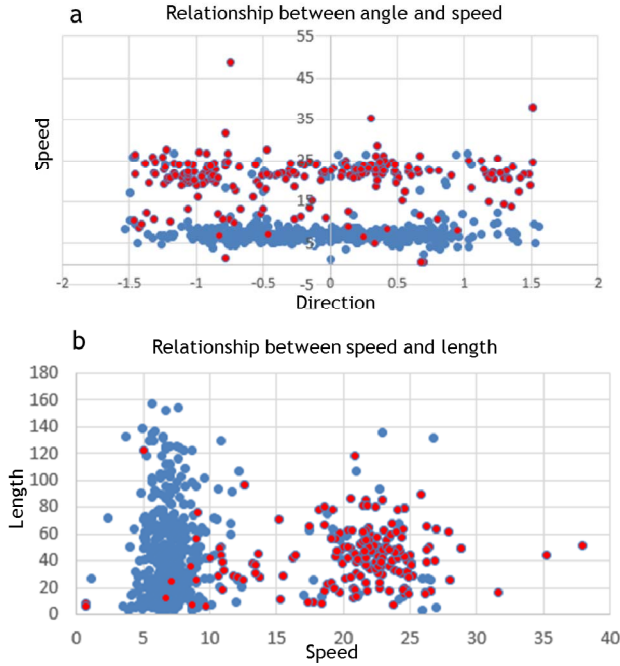 a
Relationship between angle and speed
55
45
35
25
15
5
-5
Speed
-2 -1.5 -1 -0.5 0 0.5 1 1.5 2
Direction
b
Relationship between speed and length
180
160
140
120
100
80
60
40
20
0
Length
0 5 10 15 20 25 30 35 40
Speed